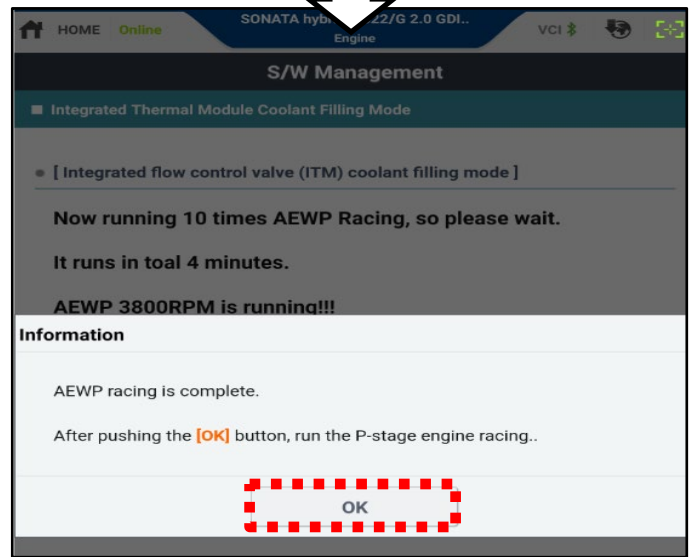 HOME Online
SONATA hyb 22/G 2.0 GDI..
Engine
VCI
S/W Management
Integrated Thermal Module Coolant Filling Mode
[ Integrated flow control valve (ITM) coolant filling mode ]
Now running 10 times AEWP Racing, so please wait.
It runs in toal 4 minutes.
AEWP 3800RPM is running!!!
Information
AEWP racing is complete.
After pushing the [OK] button, run the P-stage engine racing..
OK